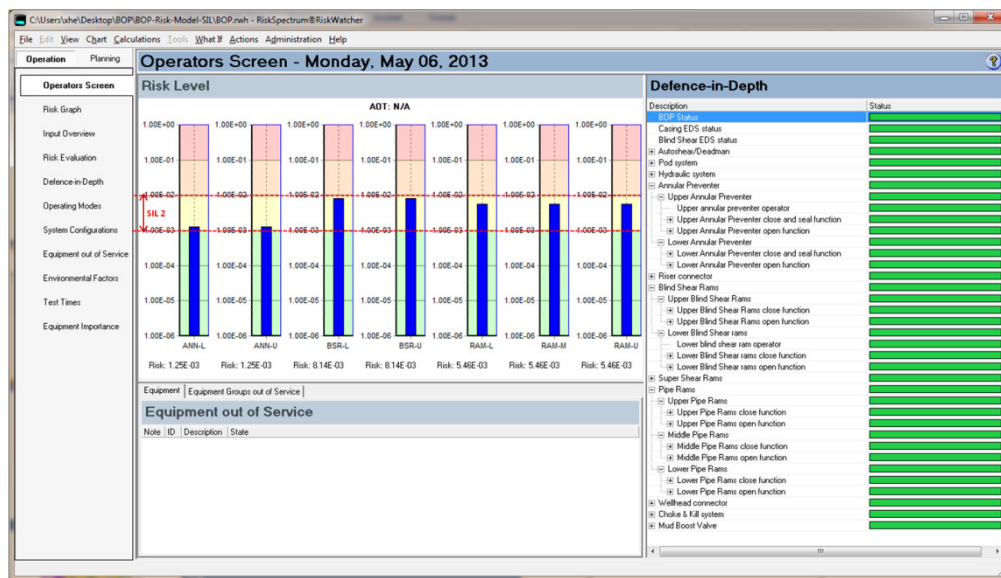 C:\Users\xhe\Desktop\BOP\BOP-Risk-Model-SIL\BOP.rwh - RiskSpectrum®RiskWatcher
File Edit View Chart Calculations Tools What If Actions Administration Help
Operation Planning
Operators Screen
Risk Graph
Input Overview
Risk Evaluation
Defence-in-Depth
Operating Modes
System Configurations
Equipment out of Service
Environmental Factors
Test Times
Equipment Importance
Operators Screen - Monday, May 06, 2013
Risk Level
AOT: N/A
1.00E+00 1.00E+00 1.00E+00 1.00E+00 1.00E+00 1.00E+00 1.00E+00
1.00E-01 1.00E-01 1.00E-01 1.00E-01 1.00E-01 1.00E-01 1.00E-01
1.00E-02 1.00E-02 1.00E-02 1.00E-02 1.00E-02 1.00E-02 1.00E-02
SIL 2
1.00E-03 1.00E-03 1.00E-03 1.00E-03 1.00E-03 1.00E-03 1.00E-03
1.00E-04 1.00E-04 1.00E-04 1.00E-04 1.00E-04 1.00E-04 1.00E-04
1.00E-05 1.00E-05 1.00E-05 1.00E-05 1.00E-05 1.00E-05 1.00E-05
1.00E-06 1.00E-06 1.00E-06 1.00E-06 1.00E-06 1.00E-06 1.00E-06
ANN-L ANN-U BSR-L BSR-U RAM-L RAM-M RAM-U
Risk: 1.25E-03 Risk: 1.25E-03 Risk: 8.14E-03 Risk: 8.14E-03 Risk: 5.46E-03 Risk: 5.46E-03 Risk: 5.46E-03
Equipment Equipment Groups out of Service
Equipment out of Service
Note ID Description State
Defence-in-Depth
Description Status
BOP Status
Casing EDS status
Blind Shear EDS status
Autoshear/Deadman
Pod system
Hydraulic system
Annular Preventer
Upper Annular Preventer
Upper annular preventer operator
Upper Annular Preventer close and seal function
Upper Annular Preventer open function
Lower Annular Preventer
Lower Annular Preventer close and seal function
Lower Annular Preventer open function
Riser connector
Blind Shear Rams
Upper Blind Shear Rams
Upper Blind Shear Rams close function
Upper Blind Shear Rams open function
Lower Blind Shear rams
Lower blind shear ram operator
Lower Blind Shear rams close function
Lower Blind Shear rams open function
Super Shear Rams
Pipe Rams
Upper Pipe Rams
Upper Pipe Rams close function
Upper Pipe Rams open function
Middle Pipe Rams
Middle Pipe Rams close function
Middle Pipe Rams open function
Lower Pipe Rams
Lower Pipe Rams close function
Lower Pipe Rams open function
Wellhead connector
Choke & Kill system
Mud Boost Valve